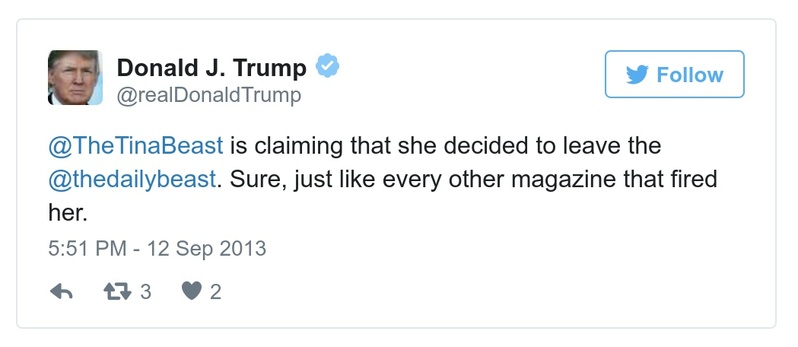 Donald J. Trump
@realDonaldTrump
Follow
@TheTinaBeast is claiming that she decided to leave the
@thedailybeast. Sure, just like every other magazine that fired
her.
5:51 PM - 12 Sep 2013
3 2